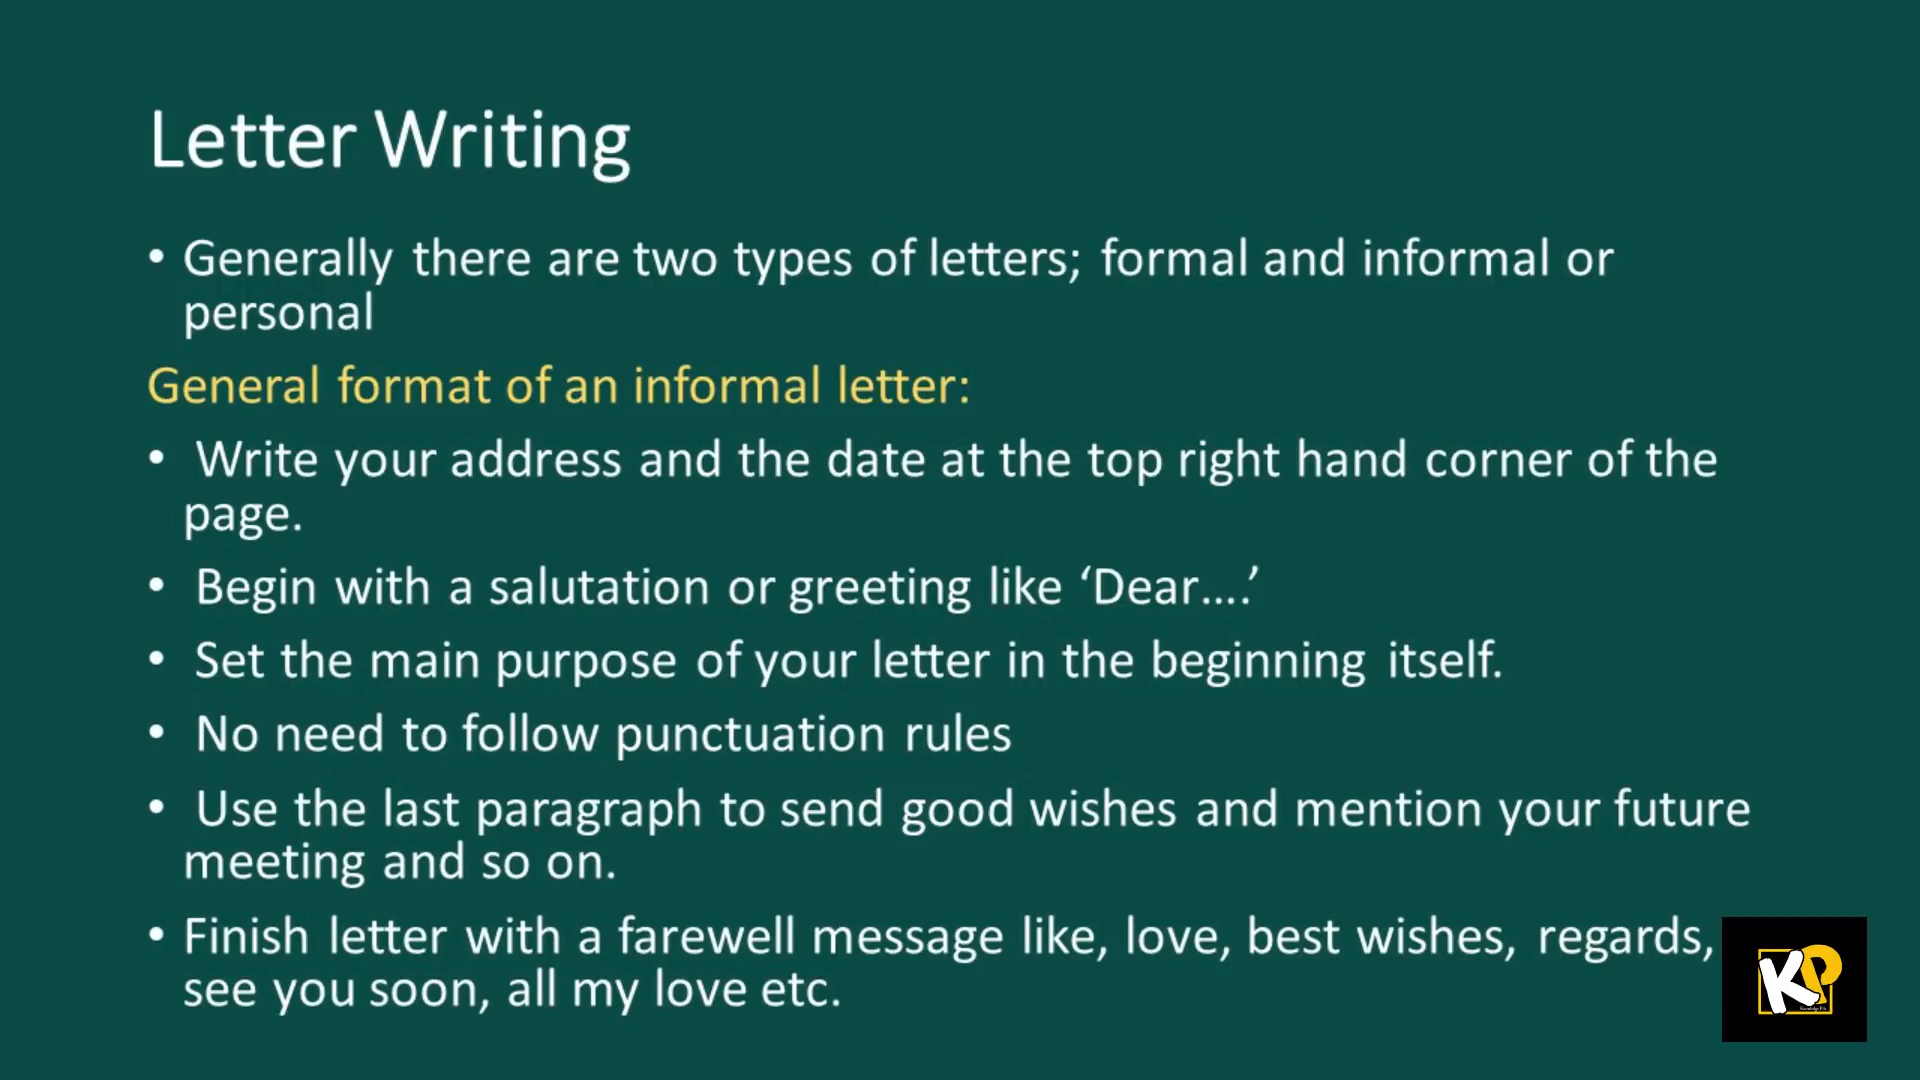 Letter Writing
• Generally there are two types of letters; formal and informal or
personal
General format of an informal letter:
• Write your address and the date at the top right hand corner of the
page.
• Begin with a salutation or greeting like ‘Dear....’
• Set the main purpose of your letter in the beginning itself.
• No need to follow punctuation rules
• Use the last paragraph to send good wishes and mention your future
meeting and so on.
• Finish letter with a farewell message like, love, best wishes, regards,
see you soon, all my love etc.
KP